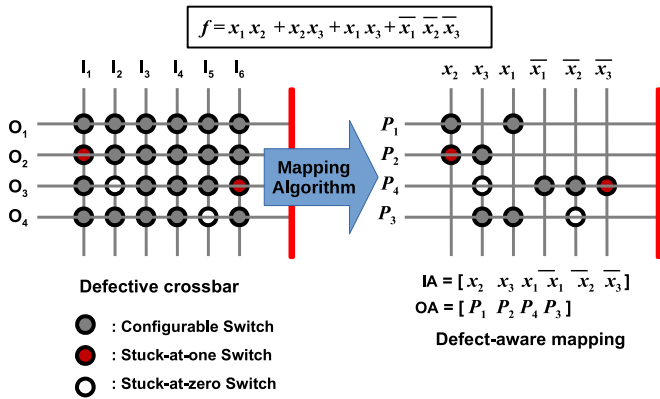 f = x₁ x₂ + x₂ x₃ + x₁ x₃ + x̅₁ x̅₂ x̅₃
I₁ I₂ I₃ I₄ I₅ I₆
x₂ x₃ x₁ x̅₁ x̅₂ x̅₃
O₁
O₂
O₃
O₄
Mapping
Algorithm
P₁
P₂
P₄
P₃
Defective crossbar
: Configurable Switch
: Stuck-at-one Switch
: Stuck-at-zero Switch
IA = [ x₂ x₃ x₁ x̅₁ x̅₂ x̅₃ ]
OA = [ P₁ P₂ P₄ P₃ ]
Defect-aware mapping